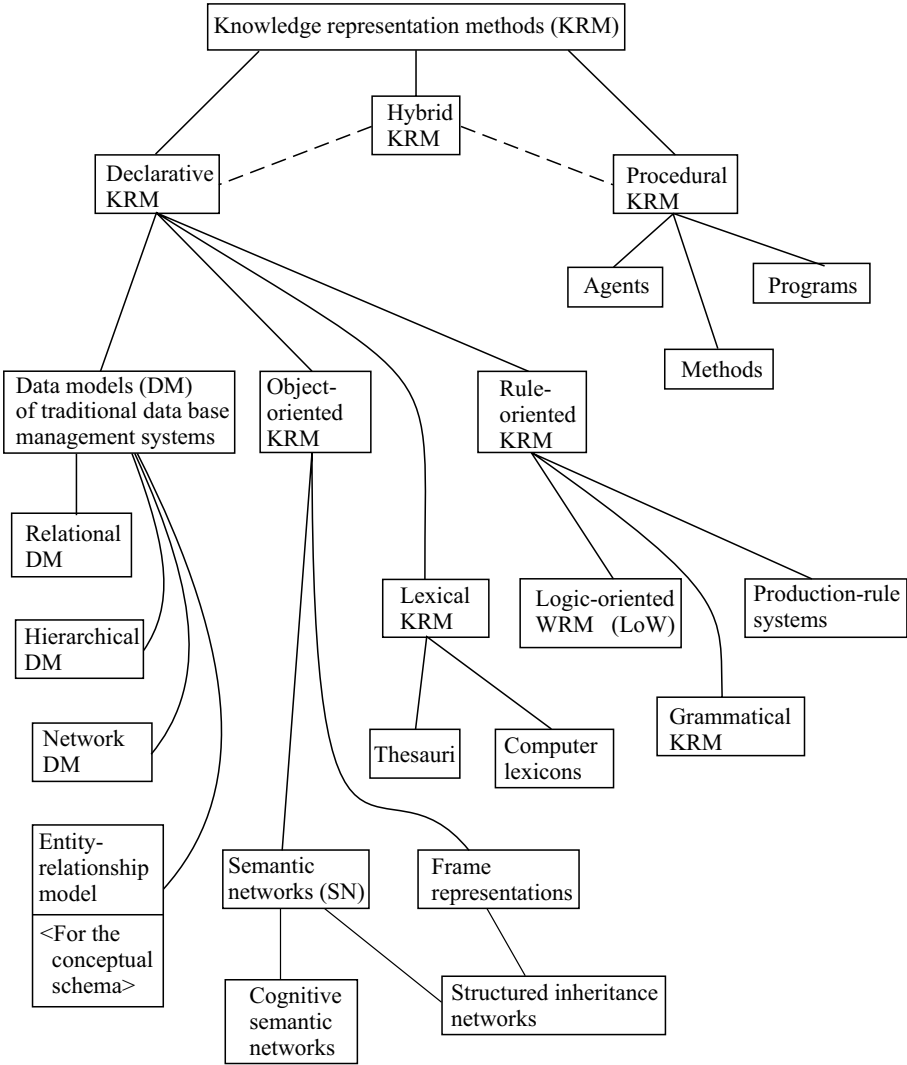 Knowledge representation methods (KRM)
Hybrid
KRM
Declarative
KRM
Procedural
KRM
Agents
Programs
Methods
Data models (DM)
of traditional data base
management systems
Object-
oriented
KRM
Rule-
oriented
KRM
Relational
DM
Hierarchical
DM
Network
DM
Entity-
relationship
model
<For the
conceptual
schema>
Lexical
KRM
Logic-oriented
WRM (LoW)
Production-rule
systems
Grammatical
KRM
Thesauri
Computer
lexicons
Semantic
networks (SN)
Frame
representations
Cognitive
semantic
networks
Structured inheritance
networks